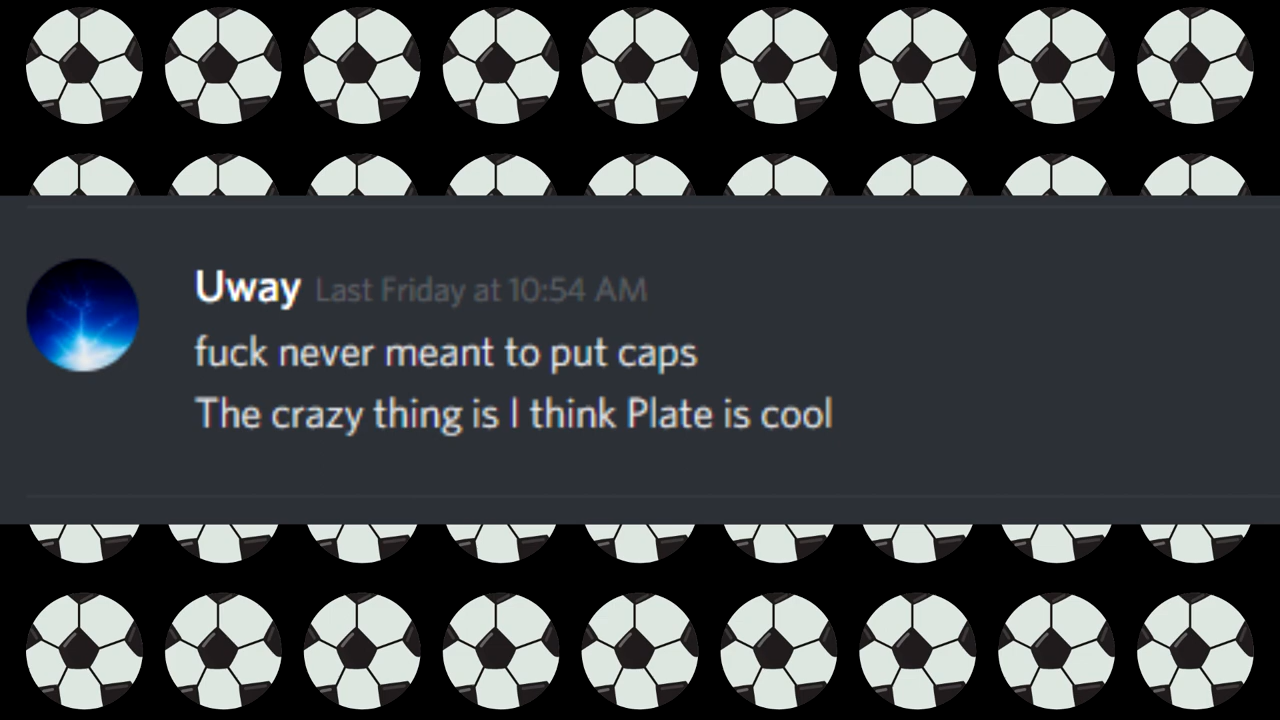 Uway Last Friday at 10:54 AM
fuck never meant to put caps
The crazy thing is I think Plate is cool